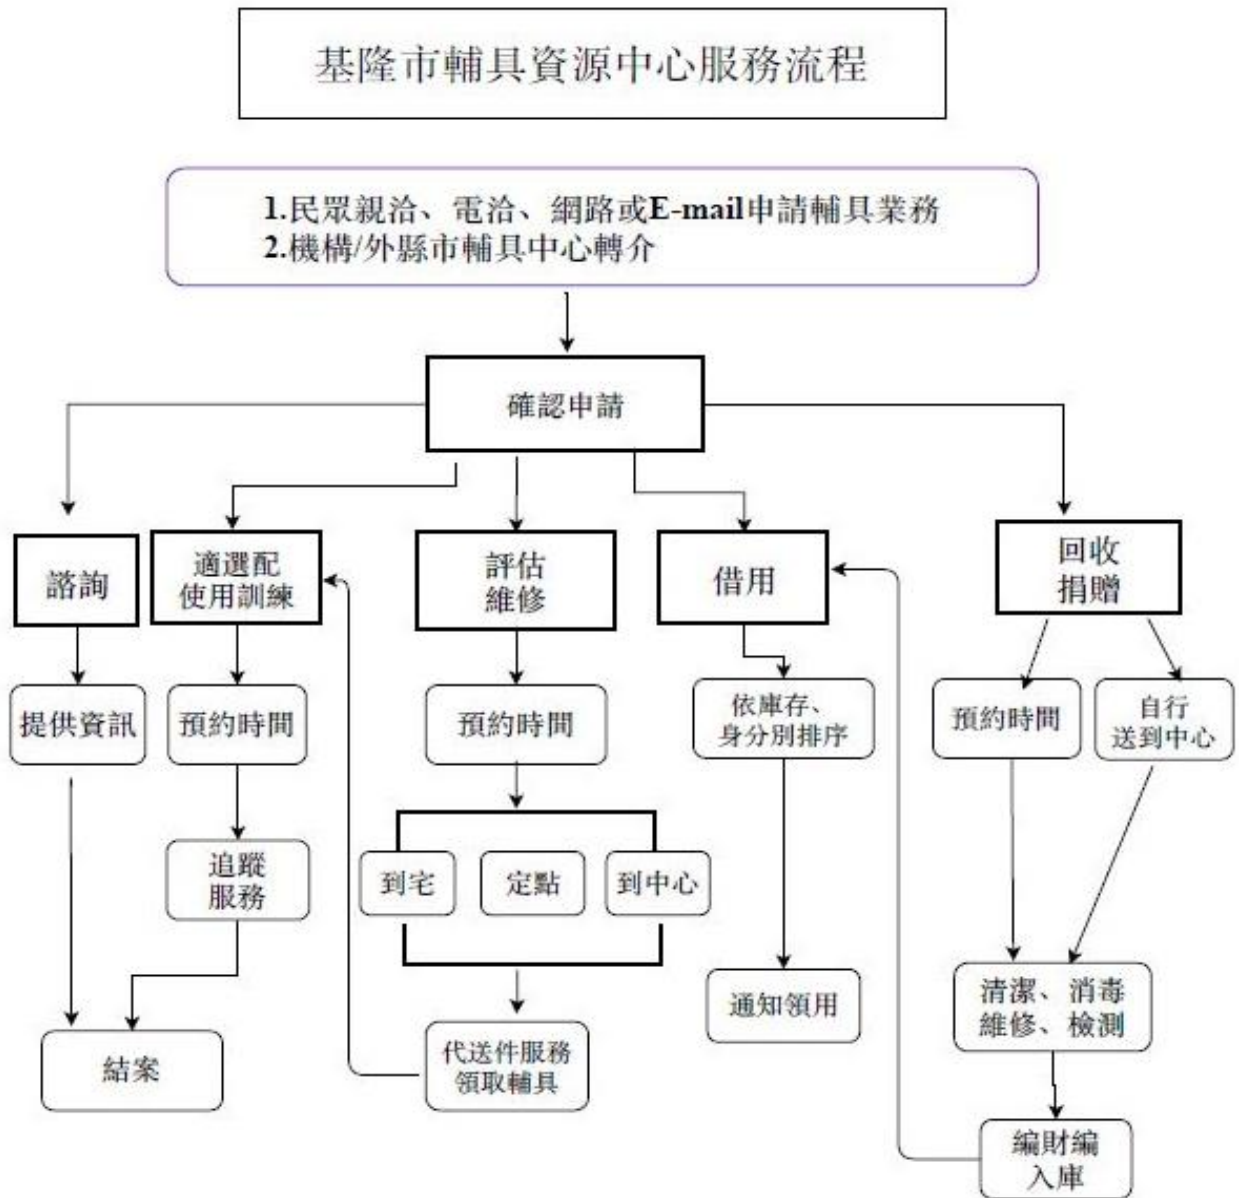 基隆市輔具資源中心服務流程
1.民眾親洽、電洽、網路或E-mail申請輔具業務
2.機構/外縣市輔具中心轉介
確認申請
諮詢
適選配
使用訓練
評估
維修
借用
回收
捐贈
提供資訊
預約時間
預約時間
依庫存、
身分別排序
預約時間
自行
送到中心
追蹤
服務
到宅
定點
到中心
通知領用
清潔、消毒
維修、檢測
結案
代送件服務
領取輔具
編財編
入庫